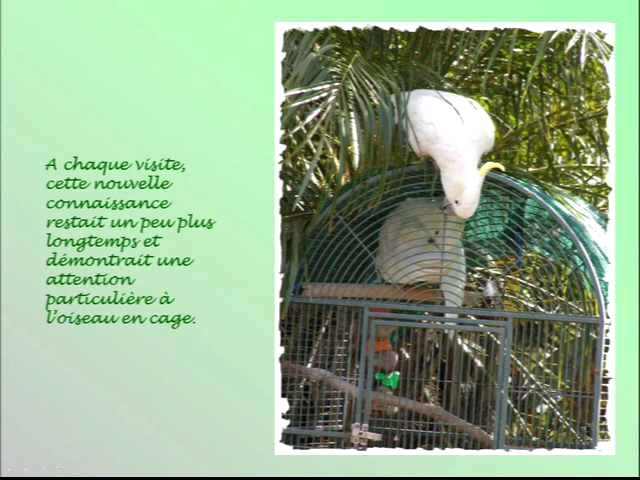 A chaque visite,
cette nouvelle
connaissance
restait un peu plus
longtemps et
démontrait une
attention
particulière à
l'oiseau en cage.